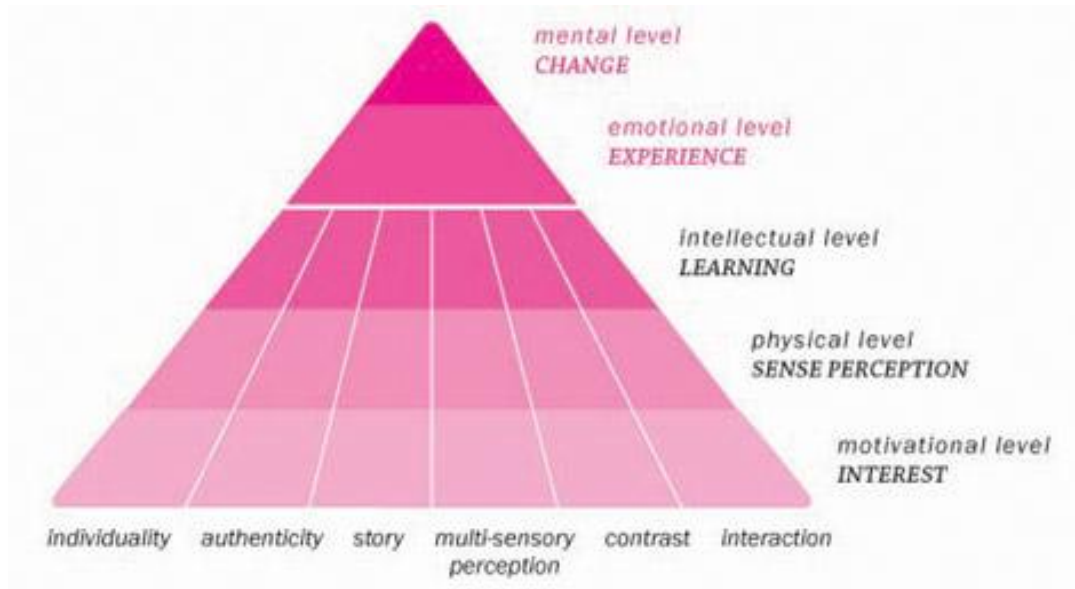 mental level
CHANGE
emotional level
EXPERIENCE
intellectual level
LEARNING
physical level
SENSE PERCEPTION
motivational level
INTEREST
individuality authenticity story multi-sensory contrast interaction
perception